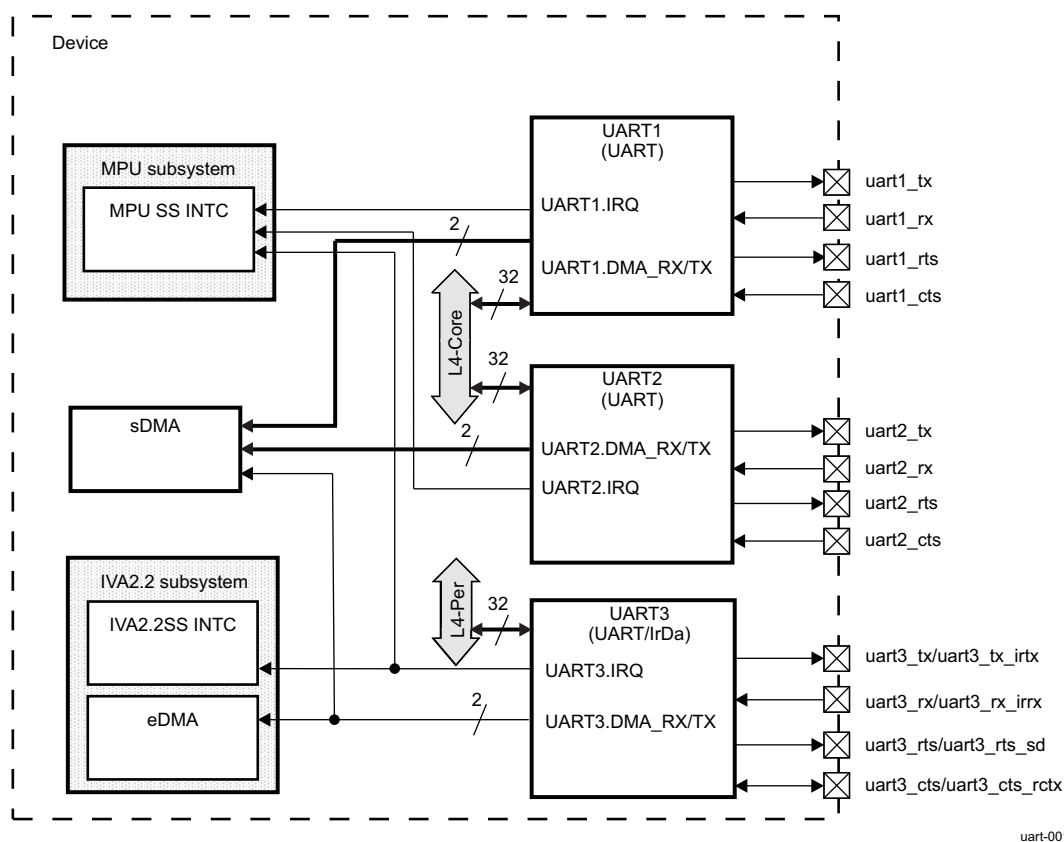 Device
MPU subsystem
MPU SS INTC
sDMA
IVA2.2 subsystem
IVA2.2SS INTC
eDMA
2
32
L4-Core
32
2
L4-Per
32
2
UART1
(UART)
UART1.IRQ
UART1.DMA_RX/TX
UART2
(UART)
UART2.DMA_RX/TX
UART2.IRQ
UART3
(UART/IrDa)
UART3.IRQ
UART3.DMA_RX/TX
uart1_tx
uart1_rx
uart1_rts
uart1_cts
uart2_tx
uart2_rx
uart2_rts
uart2_cts
uart3_tx/uart3_tx_irtx
uart3_rx/uart3_rx_irrx
uart3_rts/uart3_rts_sd
uart3_cts/uart3_cts_rctx
uart-00